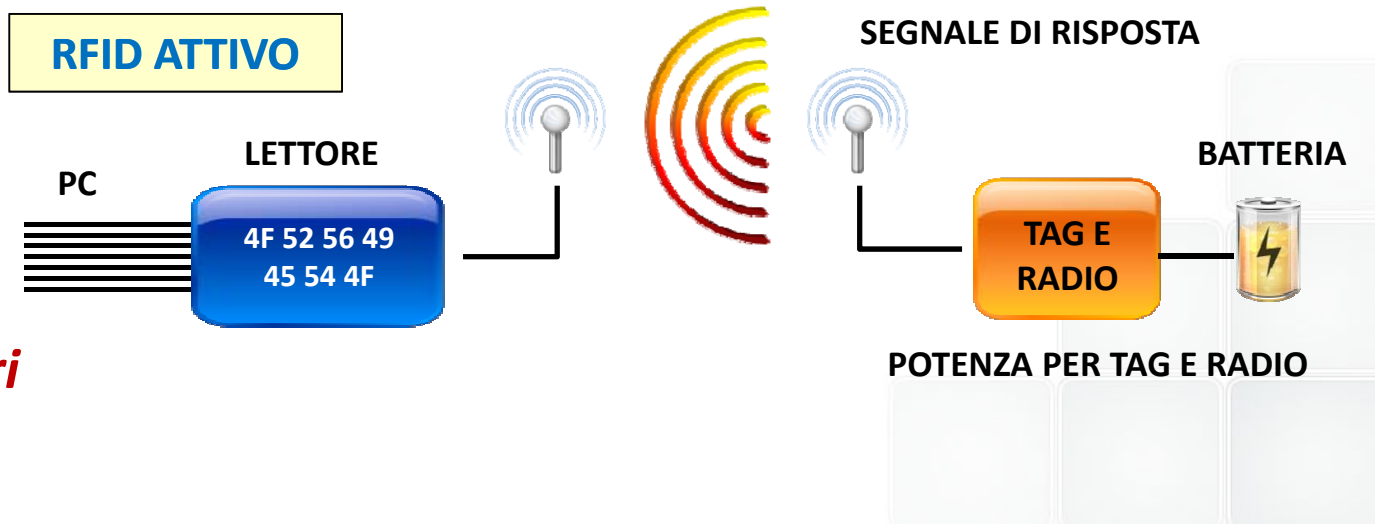 RFID ATTIVO
SEGNALE DI RISPOSTA
LETTORE
BATTERIA
PC
4F 52 56 49
45 54 4F
TAG E
RADIO
POTENZA PER TAG E RADIO